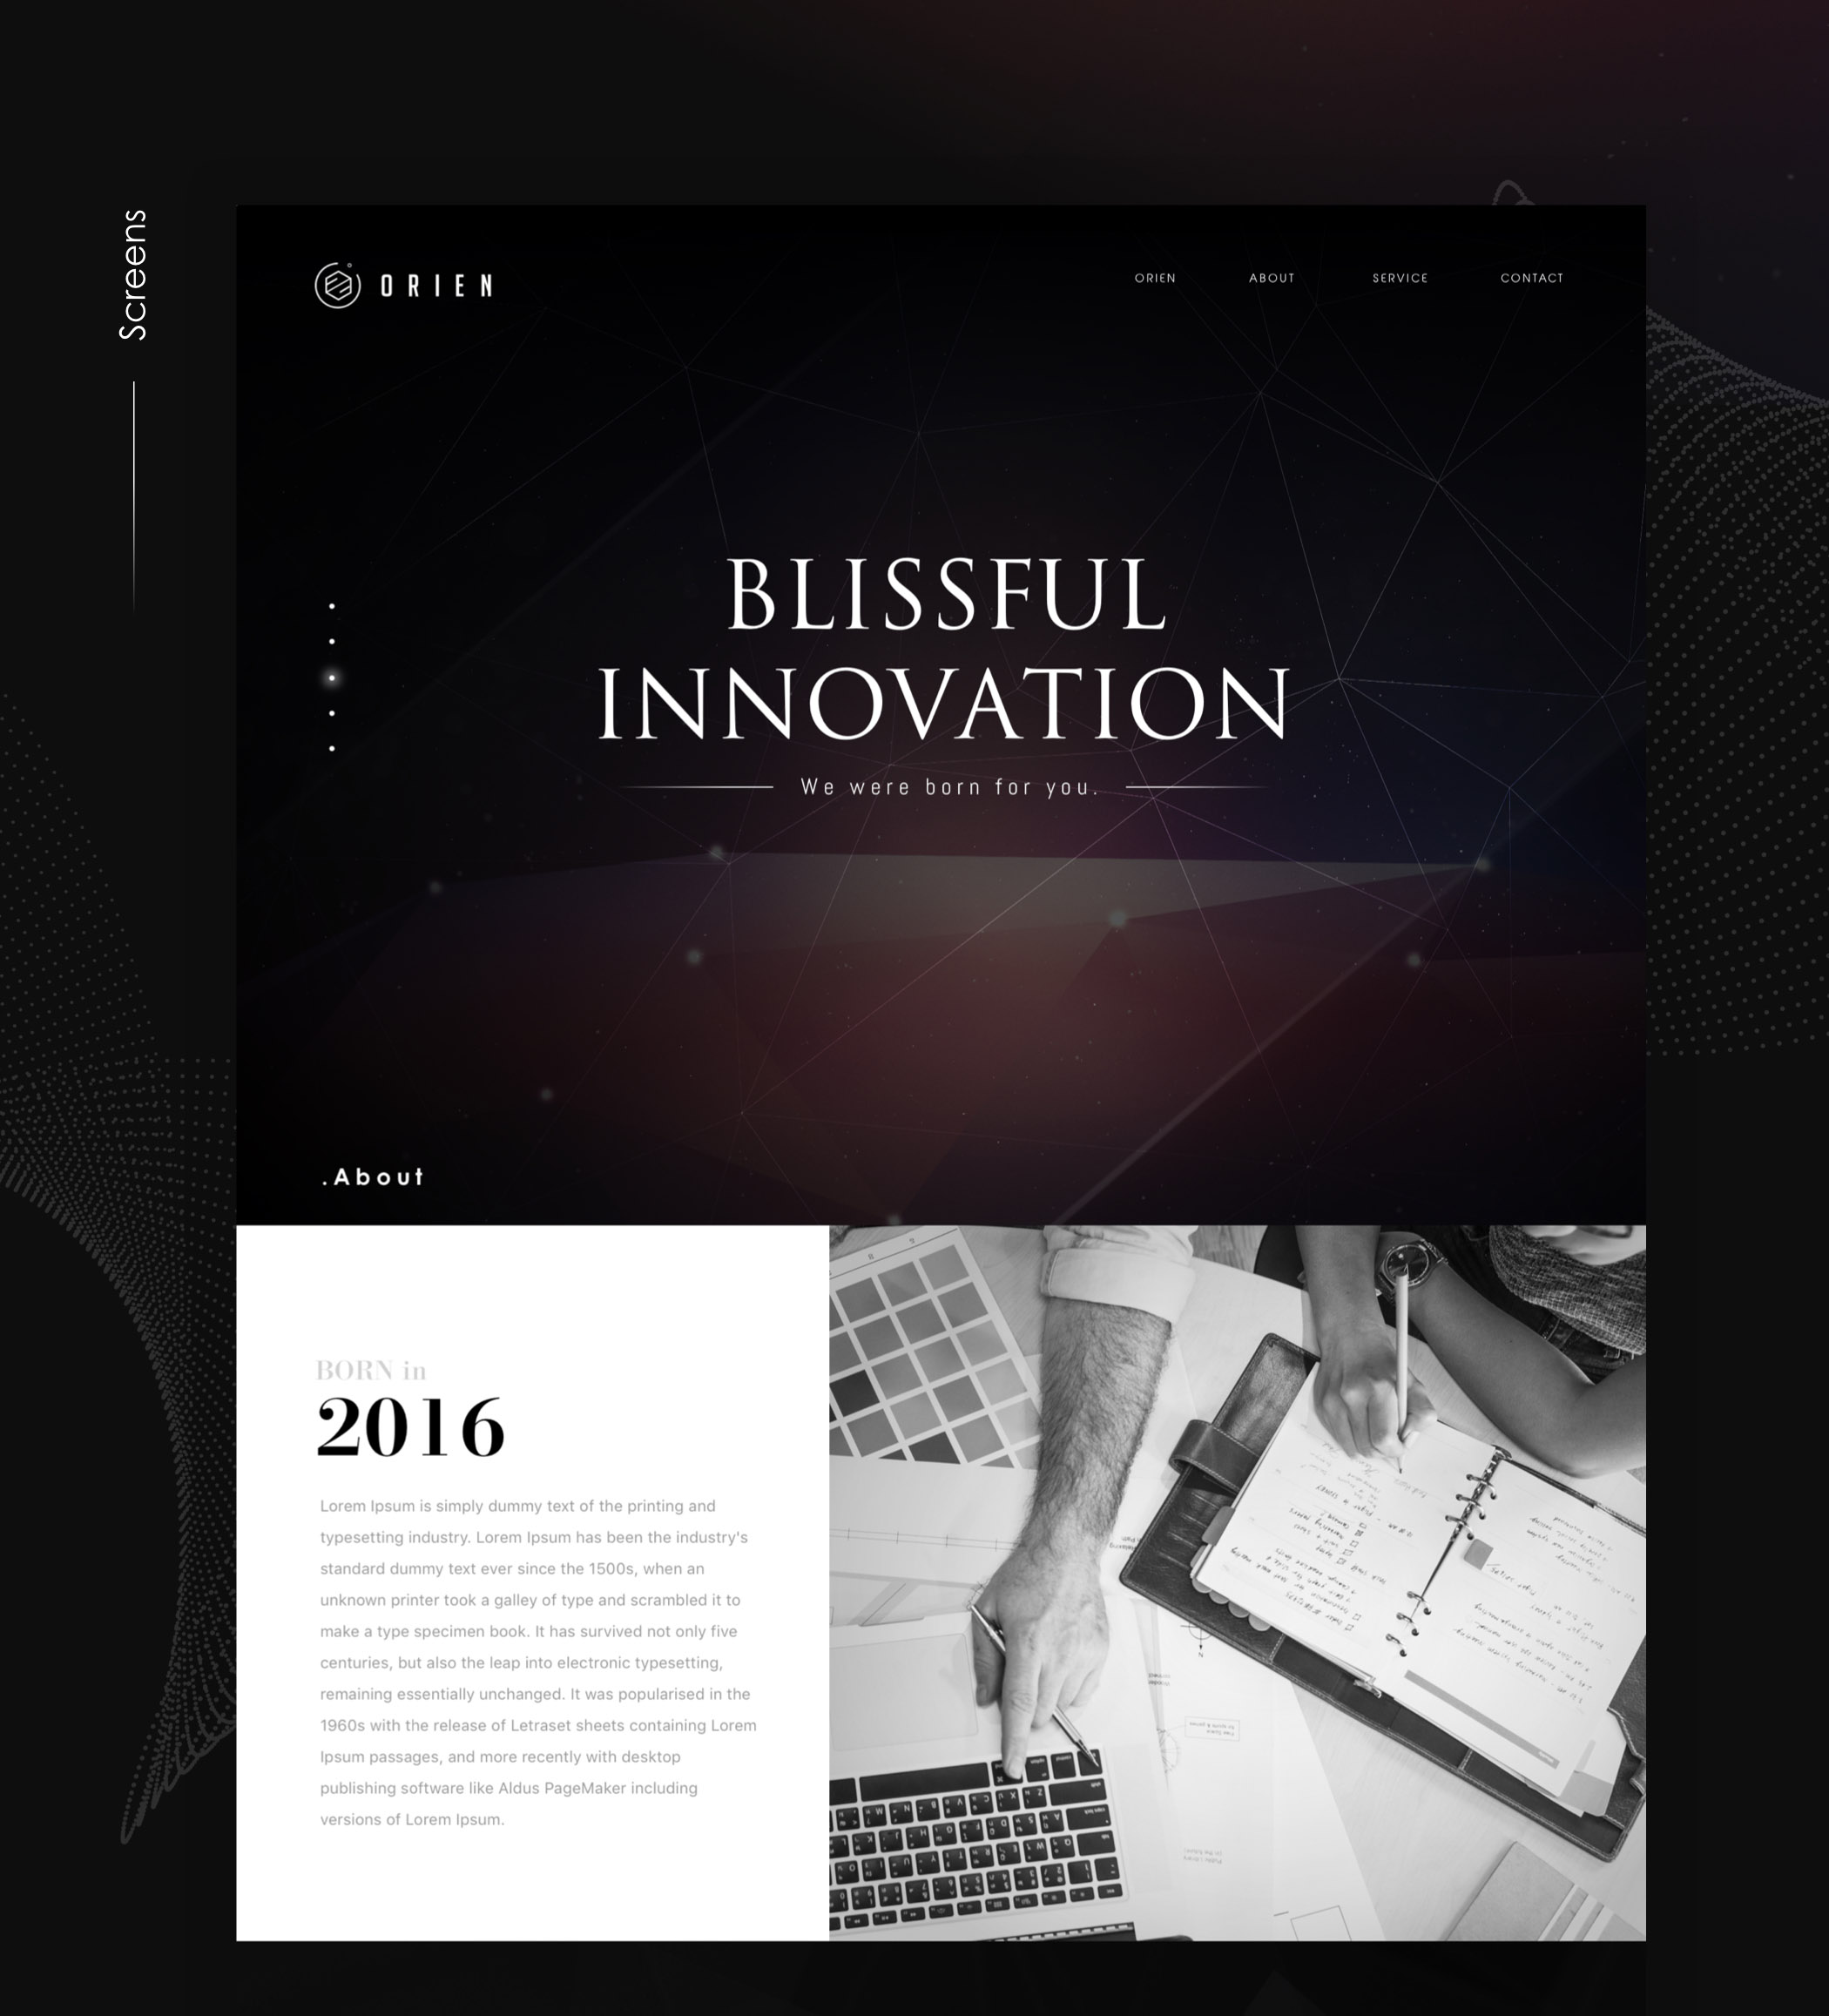 Screens
ORIEN
ORIEN ABOUT SERVICE CONTACT
BLISSFUL
INNOVATION
We were born for you.
.About
BORN in
2016
Lorem Ipsum is simply dummy text of the printing and
typesetting industry. Lorem Ipsum has been the industry's
standard dummy text ever since the 1500s, when an
unknown printer took a galley of type and scrambled it to
make a type specimen book. It has survived not only five
centuries, but also the leap into electronic typesetting,
remaining essentially unchanged. It was popularised in the
1960s with the release of Letraset sheets containing Lorem
Ipsum passages, and more recently with desktop
publishing software like Aldus PageMaker including
versions of Lorem Ipsum.